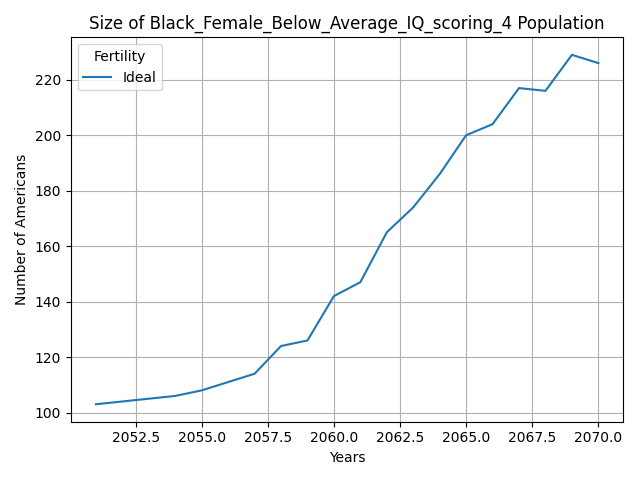 Size of Black_Female_Below_Average_IQ_scoring_4 Population
Fertility
Ideal
Number of Americans
220
200
180
160
140
120
100
2052.5 2055.0 2057.5 2060.0 2062.5 2065.0 2067.5 2070.0
Years